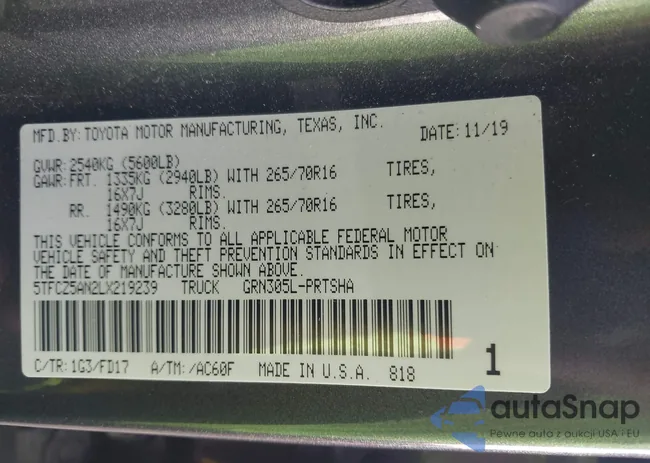 MFD.BY:TOYOTA MOTOR MANUFACTURING, TEXAS, INC. DATE:11/19
GVWR:2540KG (5600LB)
GAWR:FRT. 1335KG (2940LB) WITH 265/70R16 TIRES,
16X7J RIMS.
RR. 1490KG (3280LB) WITH 265/70R16 TIRES,
16X7J RIMS.
THIS VEHICLE CONFORMS TO ALL APPLICABLE FEDERAL MOTOR
VEHICLE SAFETY AND THEFT PREVENTION STANDARDS IN EFFECT ON
THE DATE OF MANUFACTURE SHOWN ABOVE.
5TFCZ5AN2LX219239 TRUCK GRN305L-PRTSHA
C/TR:1G3/FD17 A/TM:/AC60F MADE IN U.S.A. 818 1
autaSnap
Pewne auto z aukcji USA i EU